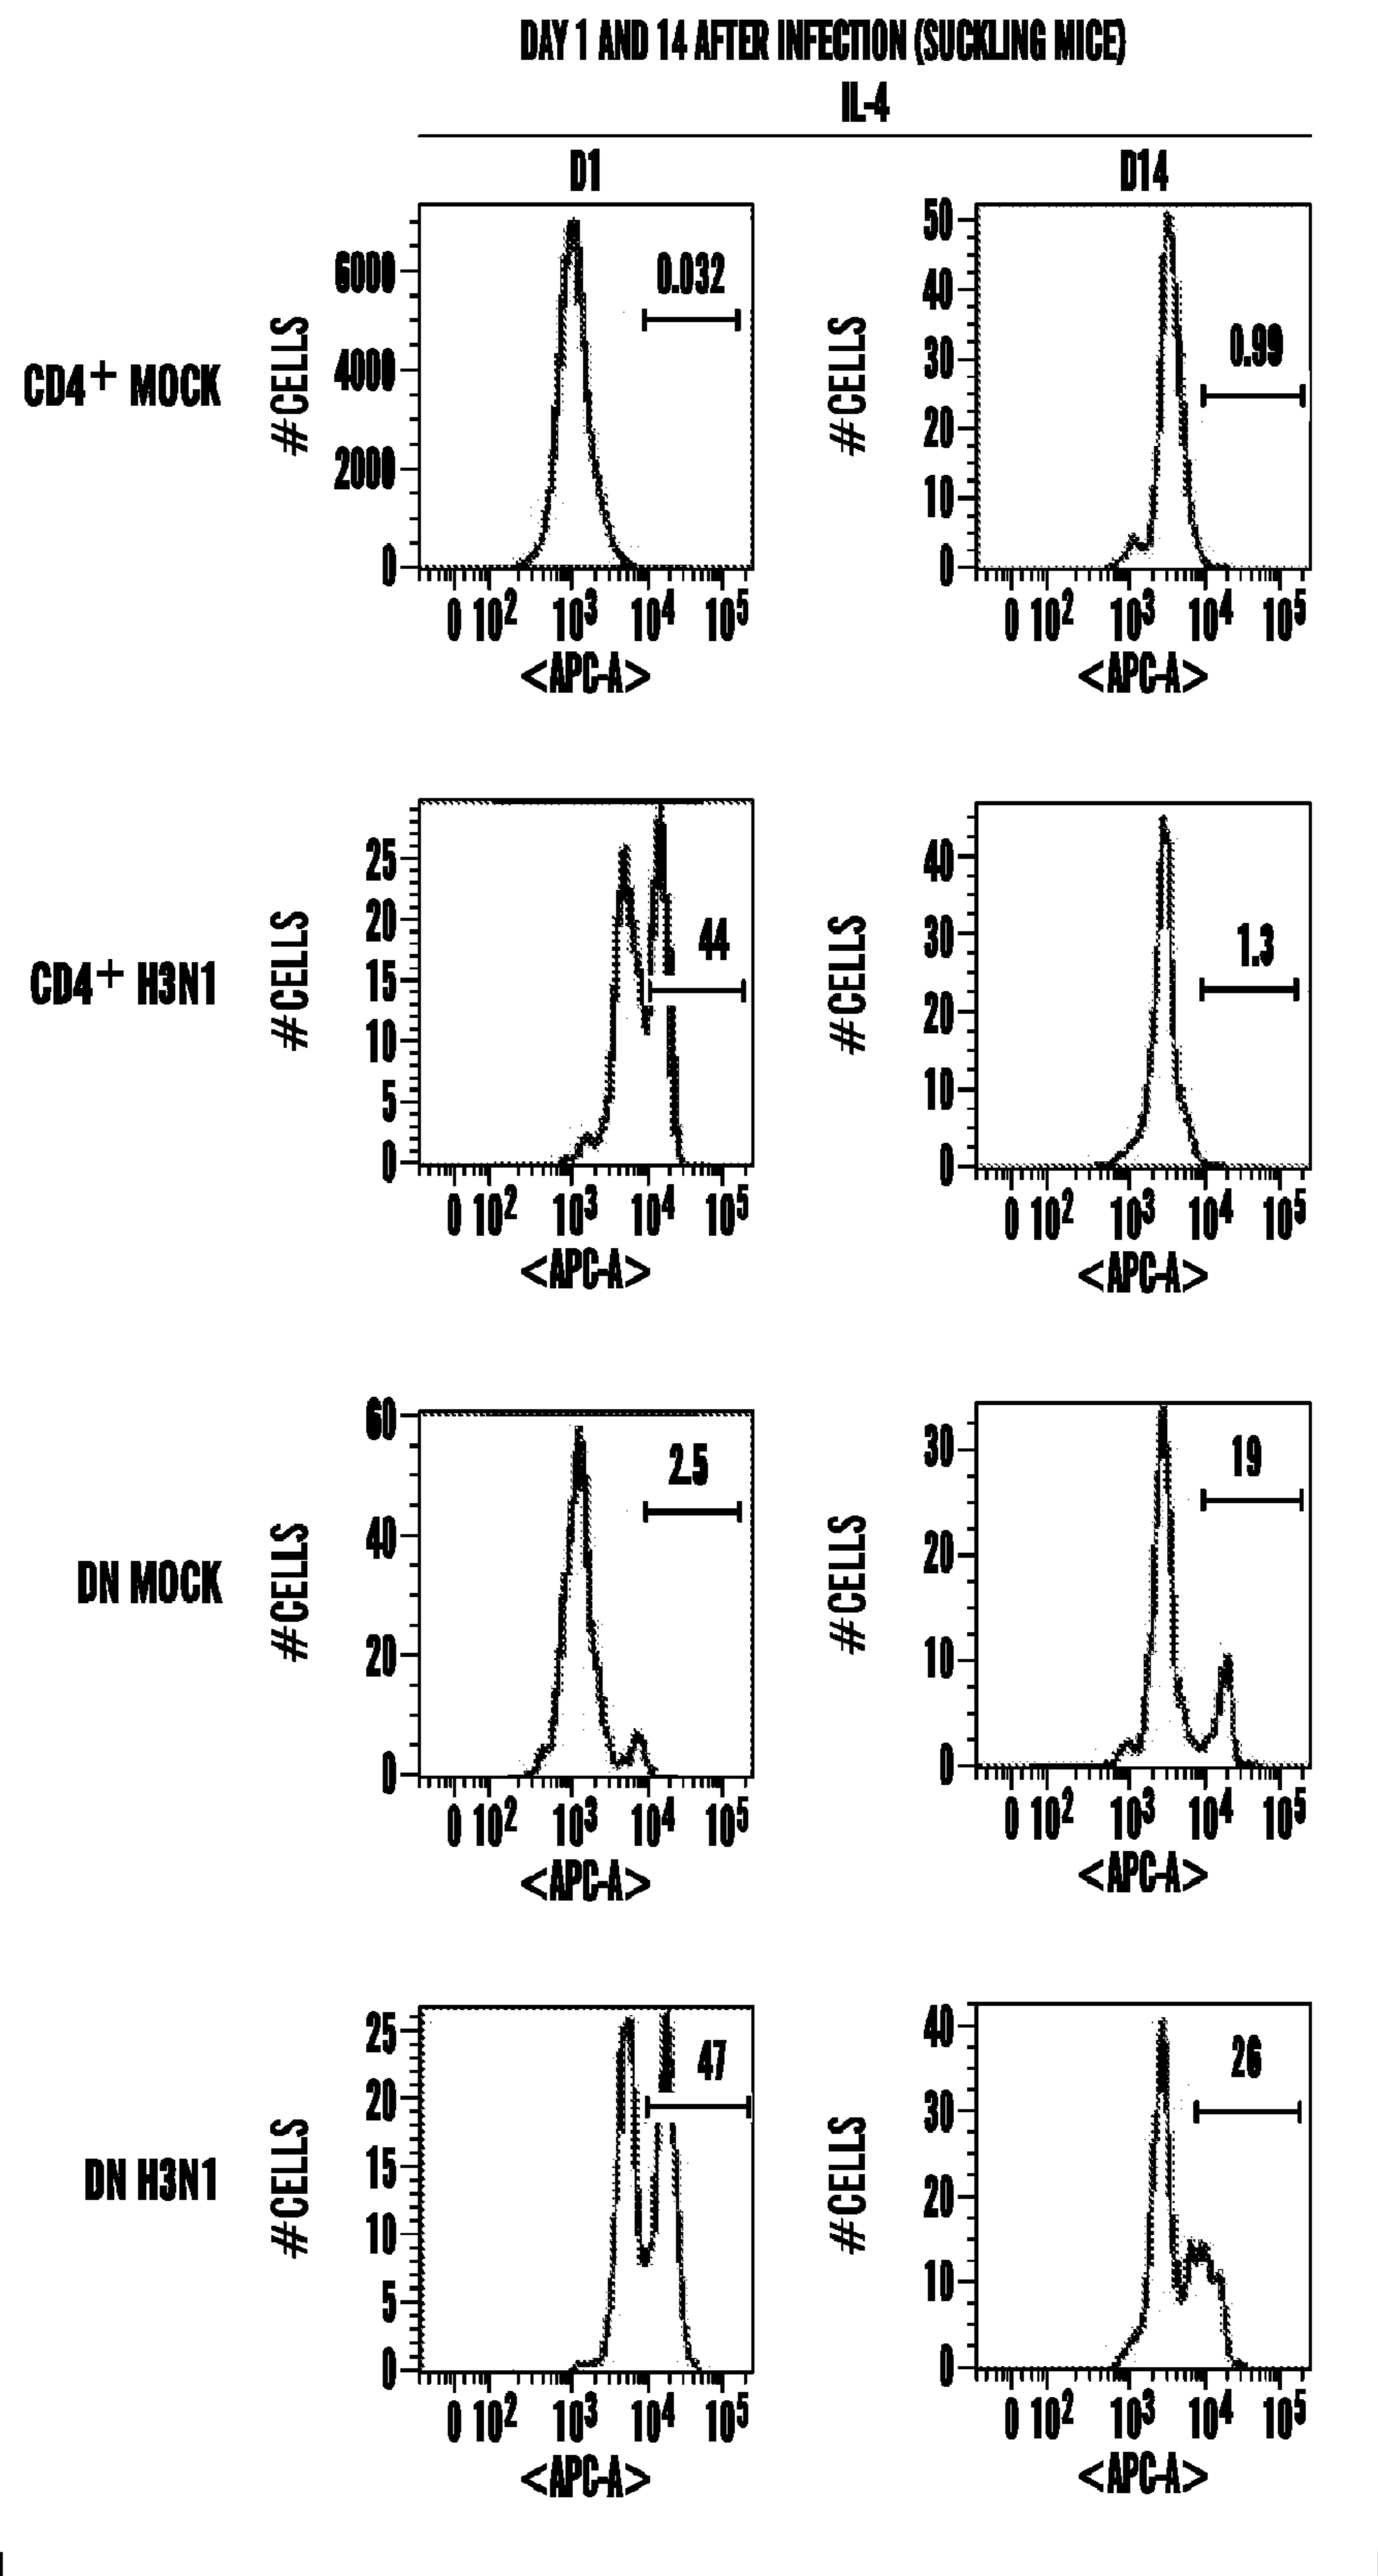 DAY 1 AND 14 AFTER INFECTION (SUCKLING MICE)
IL-4
D1 D14
CD4+ MOCK
#CELLS
6000
4000
2000
0
0.032
0 10² 10³ 10⁴ 10⁵
<APC-A>
#CELLS
50
40
30
20
10
0
0.99
0 10² 10³ 10⁴ 10⁵
<APC-A>
CD4+ H3N1
#CELLS
25
20
15
10
5
0
44
0 10² 10³ 10⁴ 10⁵
<APC-A>
#CELLS
40
30
20
10
0
1.3
0 10² 10³ 10⁴ 10⁵
<APC-A>
DN MOCK
#CELLS
60
40
20
0
2.5
0 10² 10³ 10⁴ 10⁵
<APC-A>
#CELLS
30
20
10
0
19
0 10² 10³ 10⁴ 10⁵
<APC-A>
DN H3N1
#CELLS
25
20
15
10
5
0
47
0 10² 10³ 10⁴ 10⁵
<APC-A>
#CELLS
40
30
20
10
0
26
0 10² 10³ 10⁴ 10⁵
<APC-A>